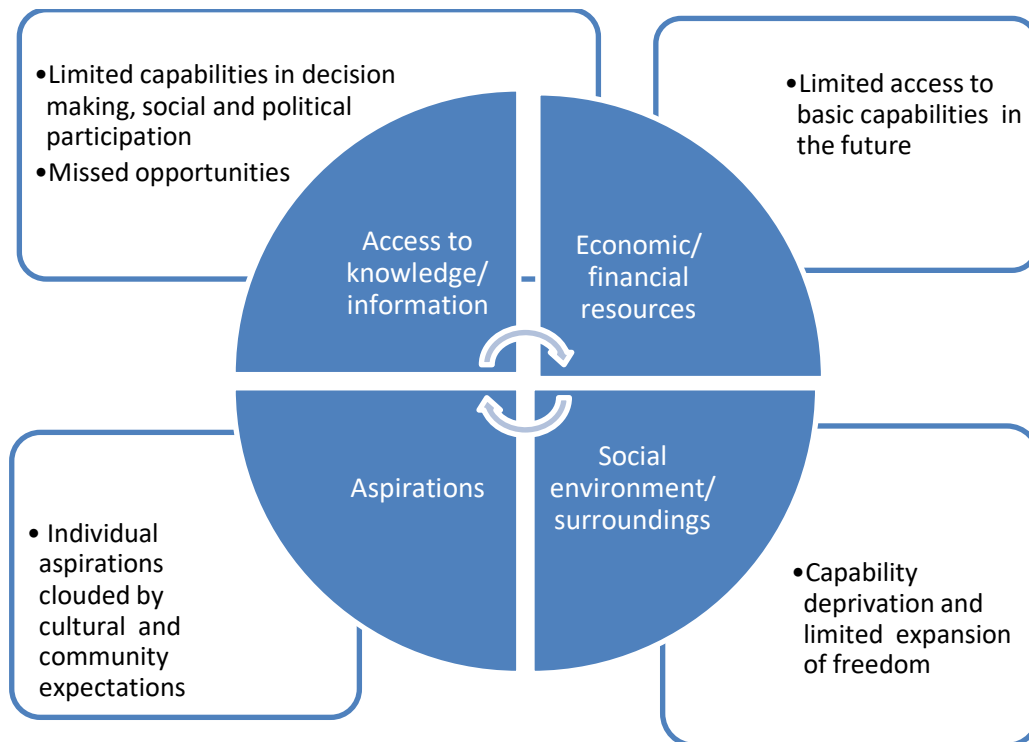 •Limited capabilities in decision
making, social and political
participation
•Missed opportunities
•Limited access to
basic capabilities in
the future
Access to
knowledge/
information
Economic/
financial
resources
Aspirations
Social
environment/
surroundings
• Individual
aspirations
clouded by
cultural and
community
expectations
•Capability
deprivation and
limited expansion
of freedom